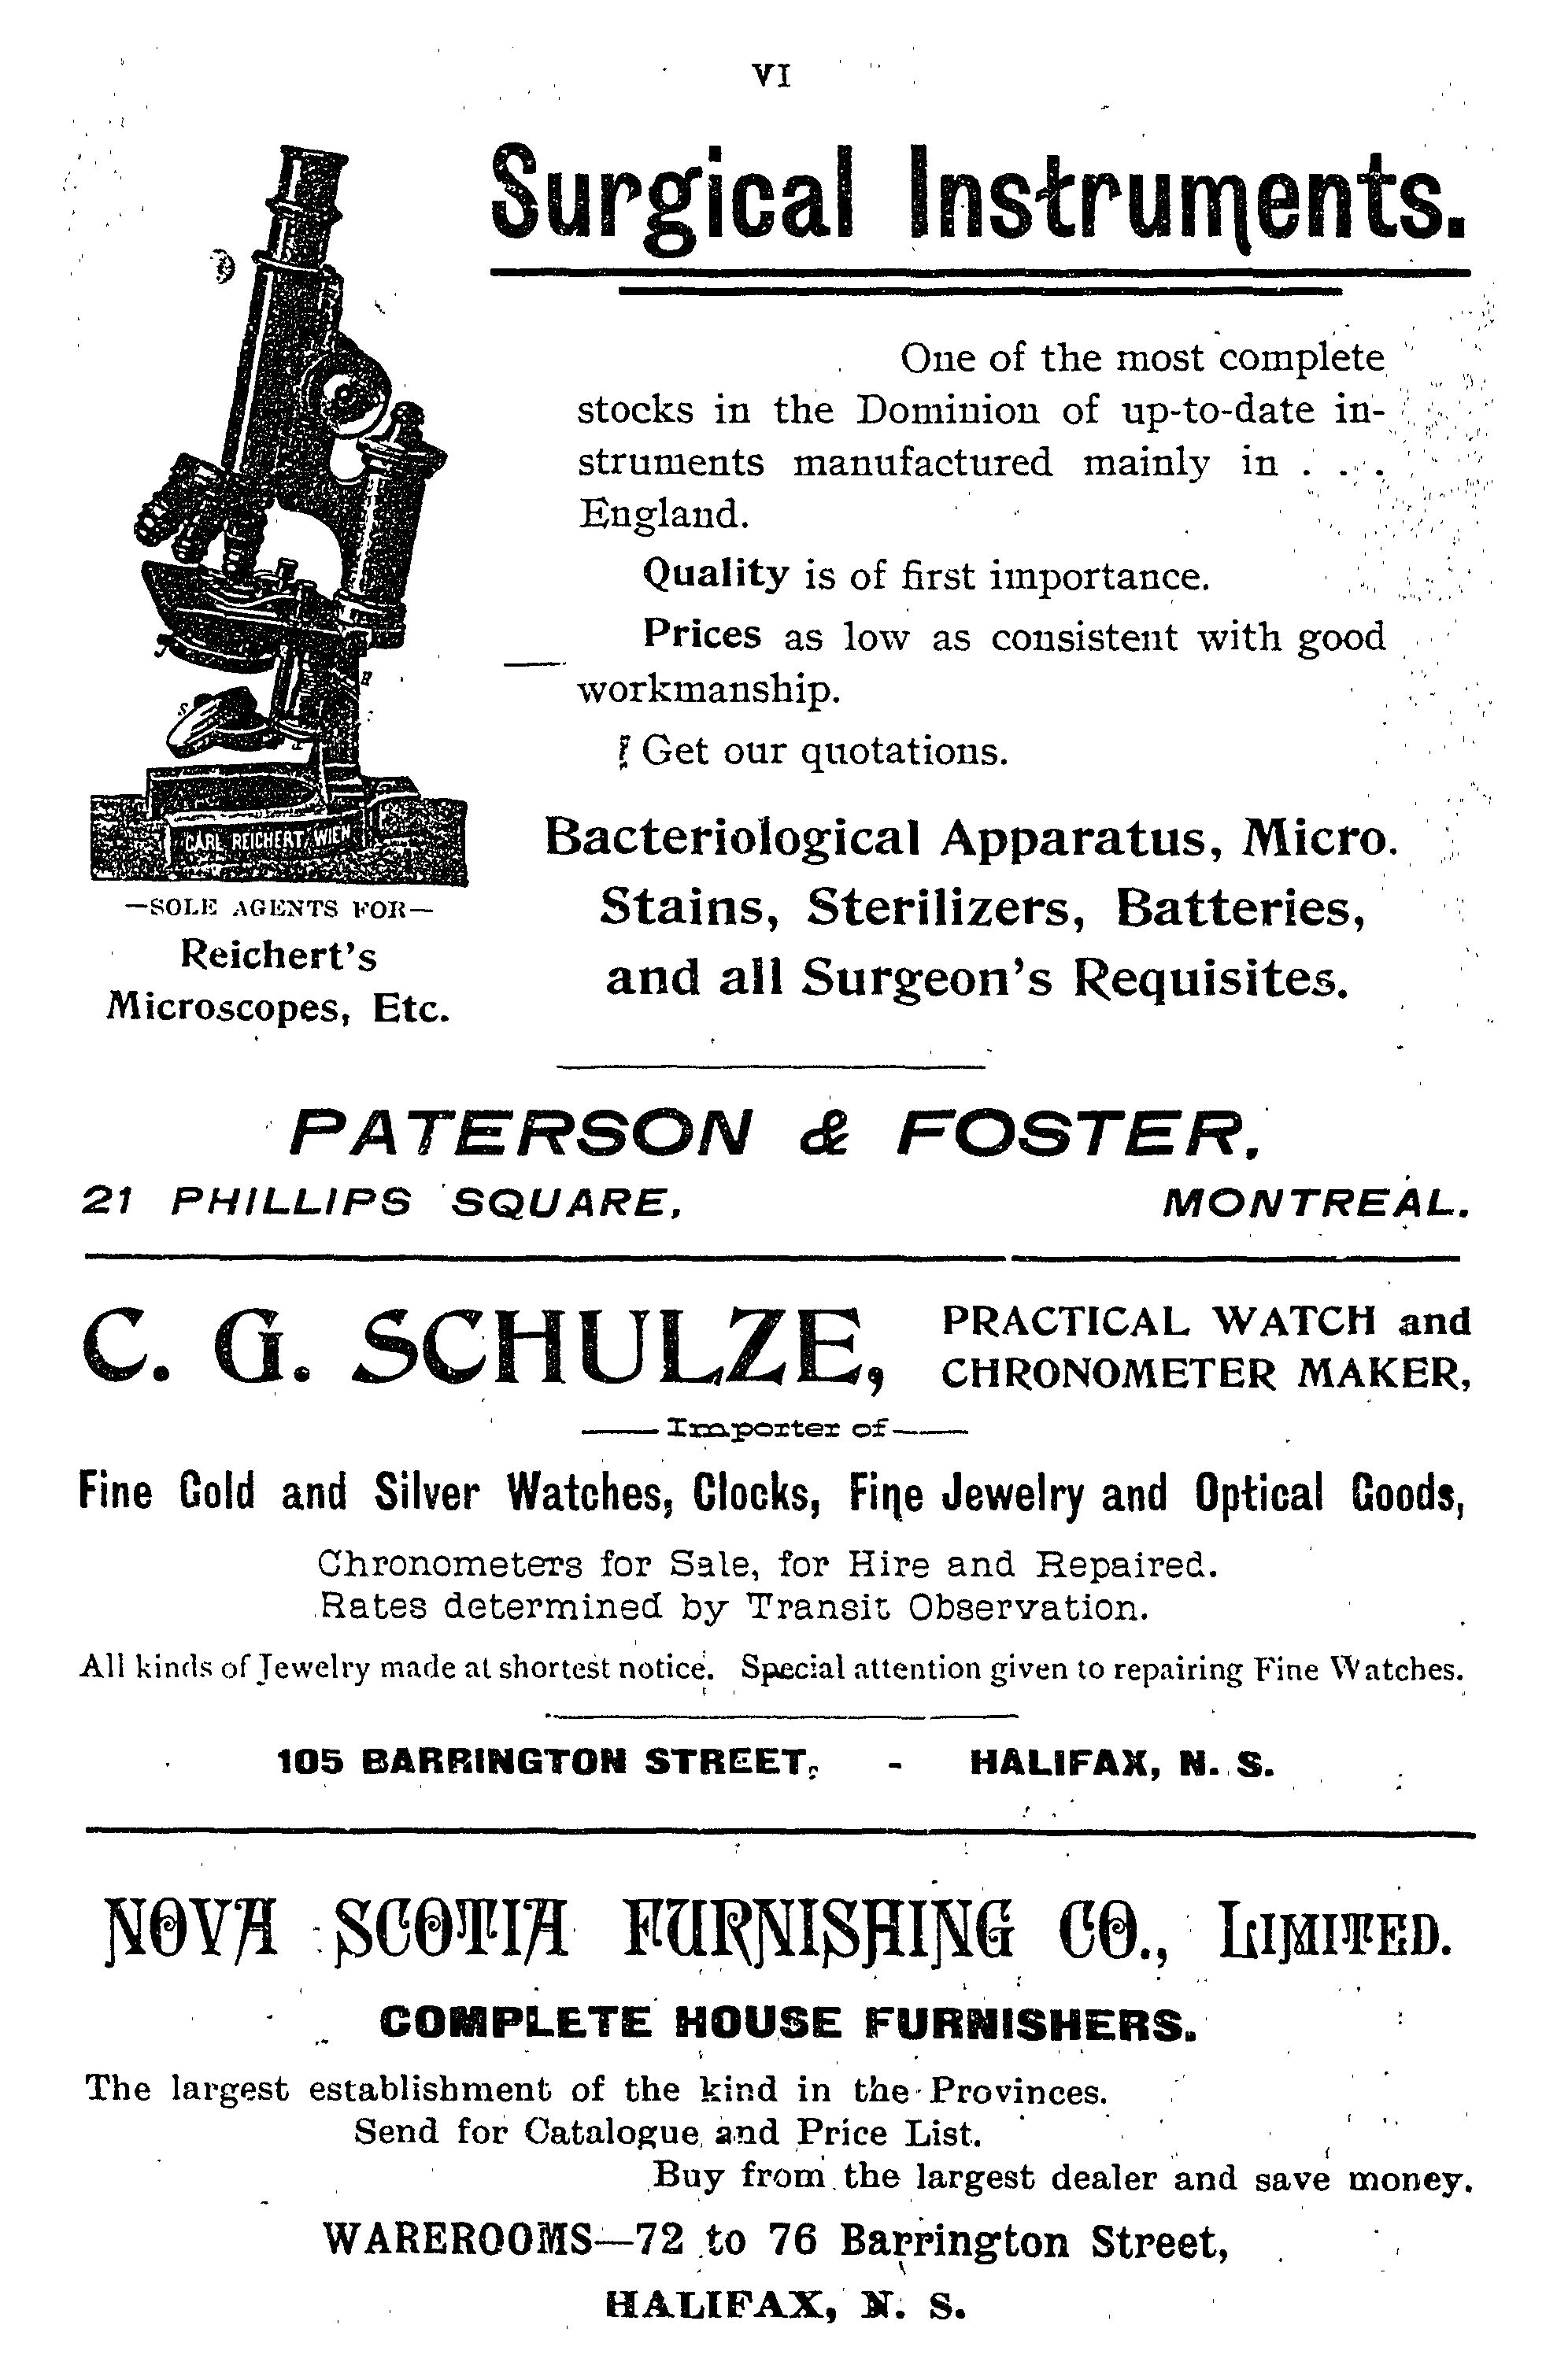 VI
Surgical Instruments.
One of the most complete
stocks in the Dominion of up-to-date in-
struments manufactured mainly in . . .
England.
Quality is of first importance.
Prices as low as consistent with good
workmanship.
Get our quotations.
Bacteriological Apparatus, Micro.
Stains, Sterilizers, Batteries,
and all Surgeon's Requisites.
CARL REICHERT WIEN
—SOLE AGENTS FOR—
Reichert's
Microscopes, Etc.
PATERSON & FOSTER.
21 PHILLIPS SQUARE, MONTREAL.
C. G. SCHULZE, PRACTICAL WATCH and
CHRONOMETER MAKER,
—Importer of—
Fine Gold and Silver Watches, Clocks, Fine Jewelry and Optical Goods,
Chronometers for Sale, for Hire and Repaired.
Rates determined by Transit Observation.
All kinds of Jewelry made at shortest notice. Special attention given to repairing Fine Watches.
105 BARRINGTON STREET, - HALIFAX, N. S.
NOVA SCOTIA FURNISHING CO., LIMITED.
COMPLETE HOUSE FURNISHERS.
The largest establishment of the kind in the Provinces.
Send for Catalogue and Price List.
Buy from the largest dealer and save money.
WAREROOMS—72 to 76 Barrington Street,
HALIFAX, N. S.